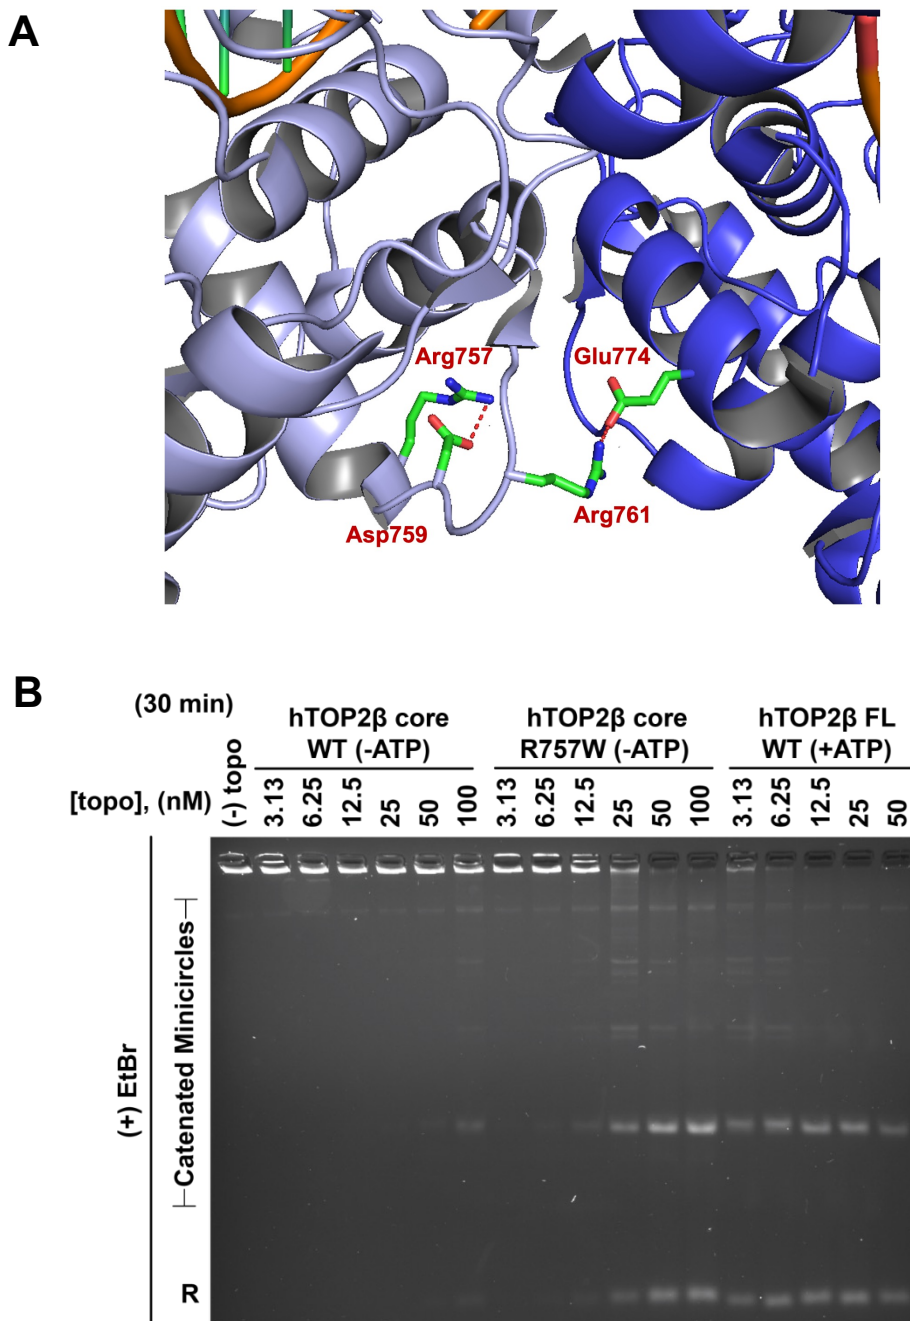 A
Arg757
Glu774
Asp759
Arg761
B
(30 min)
hTOP2β core
WT (-ATP)
hTOP2β core
R757W (-ATP)
hTOP2β FL
WT (+ATP)
[topo], (nM)
(-) topo
3.13
6.25
12.5
25
50
100
3.13
6.25
12.5
25
50
100
3.13
6.25
12.5
25
50
(+) EtBr
Catenated Minicircles
R